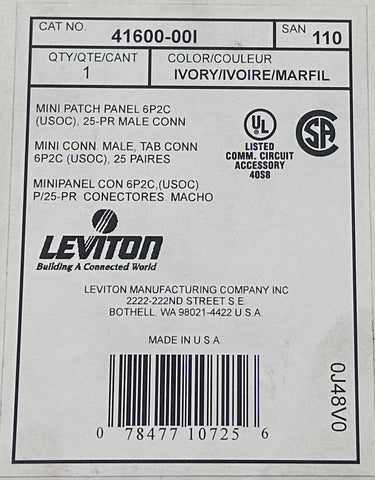 CAT NO. 41600-00I SAN 110
QTY/QTE/CANT COLOR/COULEUR
1 IVORY/IVOIRE/MARFIL
MINI PATCH PANEL 6P2C
(USOC), 25-PR MALE CONN
MINI CONN. MALE, TAB CONN
6P2C (USOC), 25 PAIRES
MINIPANEL CON 6P2C,(USOC)
P/25-PR CONECTORES. MACHO
UL
LISTED
COMM. CIRCUIT
ACCESSORY
40S8
SA
LEVITON
Building A Connected World
LEVITON MANUFACTURING COMPANY INC
2222-222ND STREET S.E.
BOTHELL, WA 98021-4422 U.S.A.
MADE IN U.S.A.
0 78477 10725 6
0J48V0